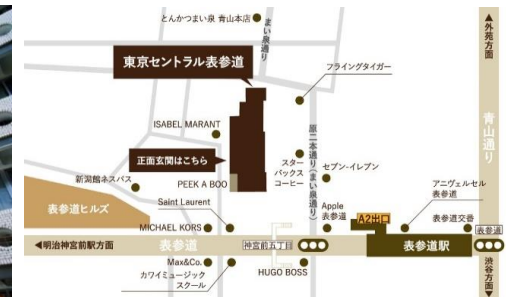 とんかつまい泉 青山本店
まい泉通り
▲外苑方面
東京セントラル表参道
フライングタイガー
青山通り
ISABEL MARANT
原二本通り(まい泉通り)
正面玄関はこちら
スター
バックス
コーヒー
セブン-イレブン
新潟館ネスパス
PEEK A BOO
アニヴェルセル
表参道
表参道ヒルズ
Saint Laurent
Apple
表参道
A2出口
表参道交番
MICHAEL KORS
表参道
◀明治神宮前駅方面
表参道
神宮前五丁目
表参道駅
Max&Co.
カワイミュージック
スクール
HUGO BOSS
渋谷方面▼